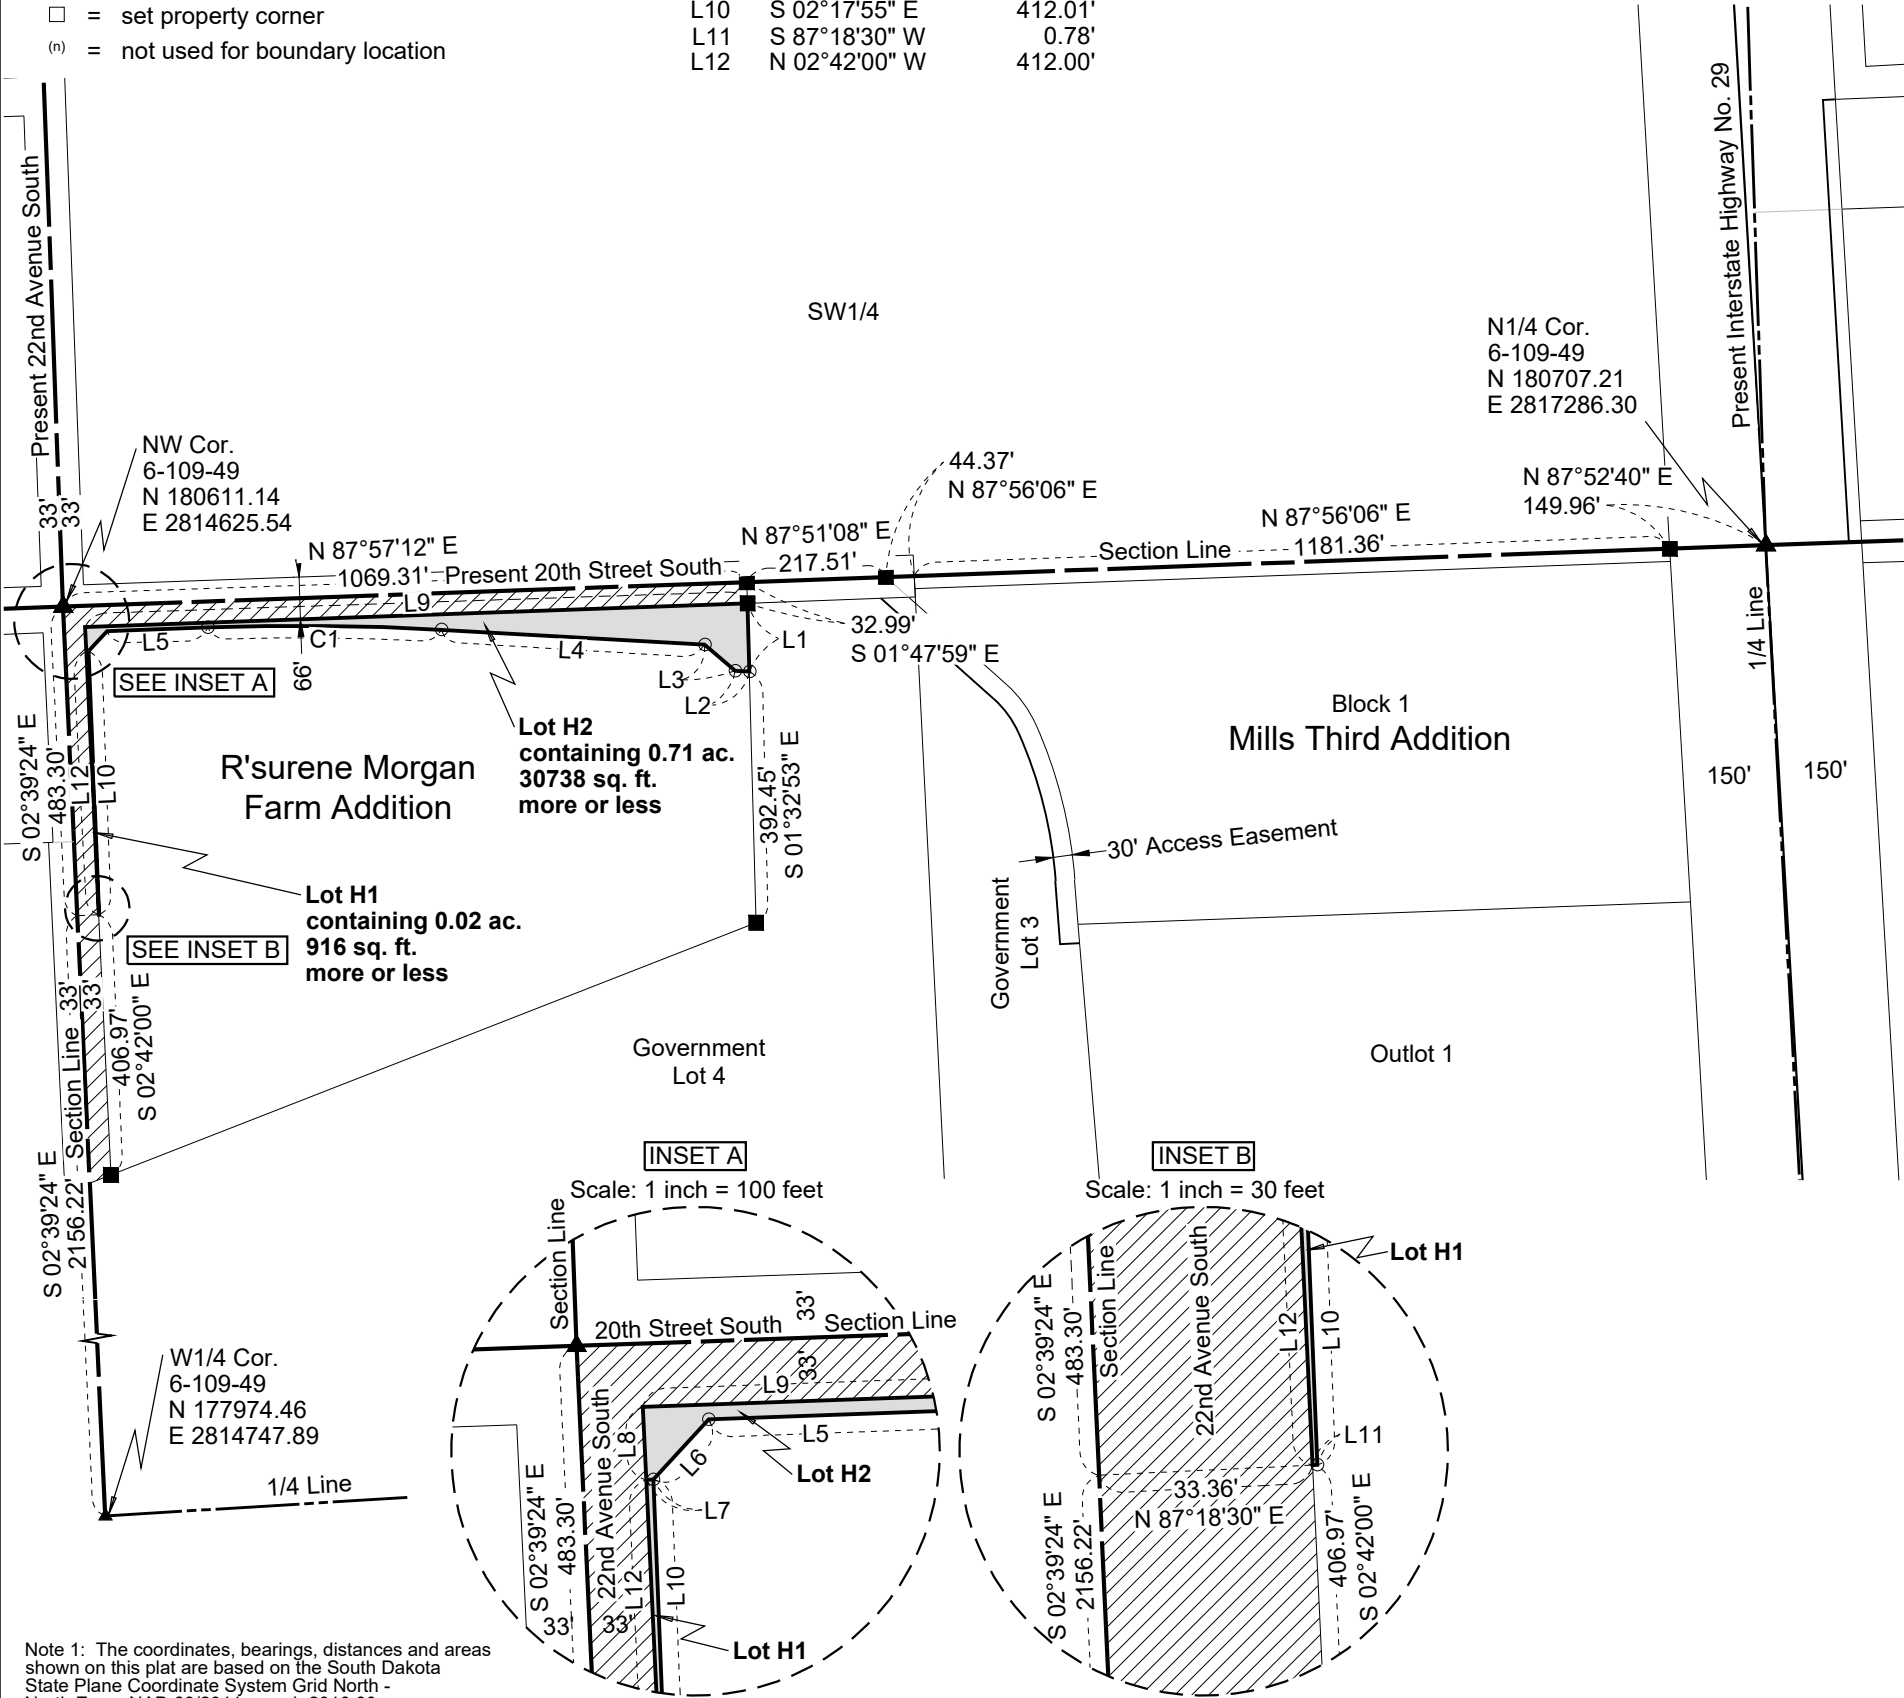 □ = set property corner
(n) = not used for boundary location
L10 S 02°17'55" E 412.01'
L11 S 87°18'30" W 0.78'
L12 N 02°42'00" W 412.00'
Present 22nd Avenue South
Present Interstate Highway No. 29
SW1/4
N1/4 Cor.
6-109-49
N 180707.21
E 2817286.30
NW Cor.
6-109-49
N 180611.14
E 2814625.54
33'
33'
44.37'
N 87°56'06" E
N 87°52'40" E
149.96'
N 87°57'12" E
1069.31'
Present 20th Street South
N 87°51'08" E
217.51'
Section Line
N 87°56'06" E
1181.36'
L9
L5
C1
L4
L3
L2
L1
32.99'
S 01°47'59" E
66'
SEE INSET A
1/4 Line
S 02°39'24" E
483.30'
L12
L10
R'surene Morgan
Farm Addition
Lot H2
containing 0.71 ac.
30738 sq. ft.
more or less
392.45'
S 01°32'53" E
Block 1
Mills Third Addition
150'
150'
30' Access Easement
Government
Lot 3
Lot H1
containing 0.02 ac.
916 sq. ft.
more or less
SEE INSET B
33'
33'
Section Line
406.97'
S 02°42'00" E
Government
Lot 4
Outlot 1
S 02°39'24" E
2156.22'
W1/4 Cor.
6-109-49
N 177974.46
E 2814747.89
1/4 Line
INSET A
Scale: 1 inch = 100 feet
Section Line
20th Street South
33'
Section Line
33'
L9
L8
L6
L5
Lot H2
L7
S 02°39'24" E
483.30'
22nd Avenue South
L12
L10
33'
33'
Lot H1
INSET B
Scale: 1 inch = 30 feet
S 02°39'24" E
483.30'
Section Line
22nd Avenue South
L12
L10
Lot H1
L11
33.36'
N 87°18'30" E
S 02°39'24" E
2156.22'
406.97'
S 02°42'00" E
Note 1: The coordinates, bearings, distances and areas
shown on this plat are based on the South Dakota
State Plane Coordinate System Grid North -